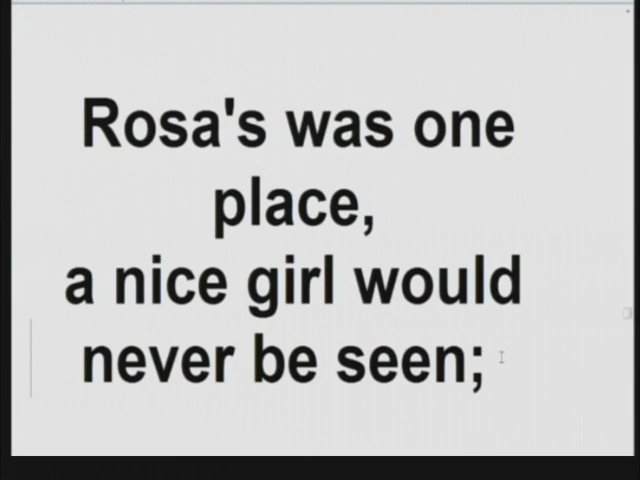 Rosa's was one
place,
a nice girl would
never be seen;